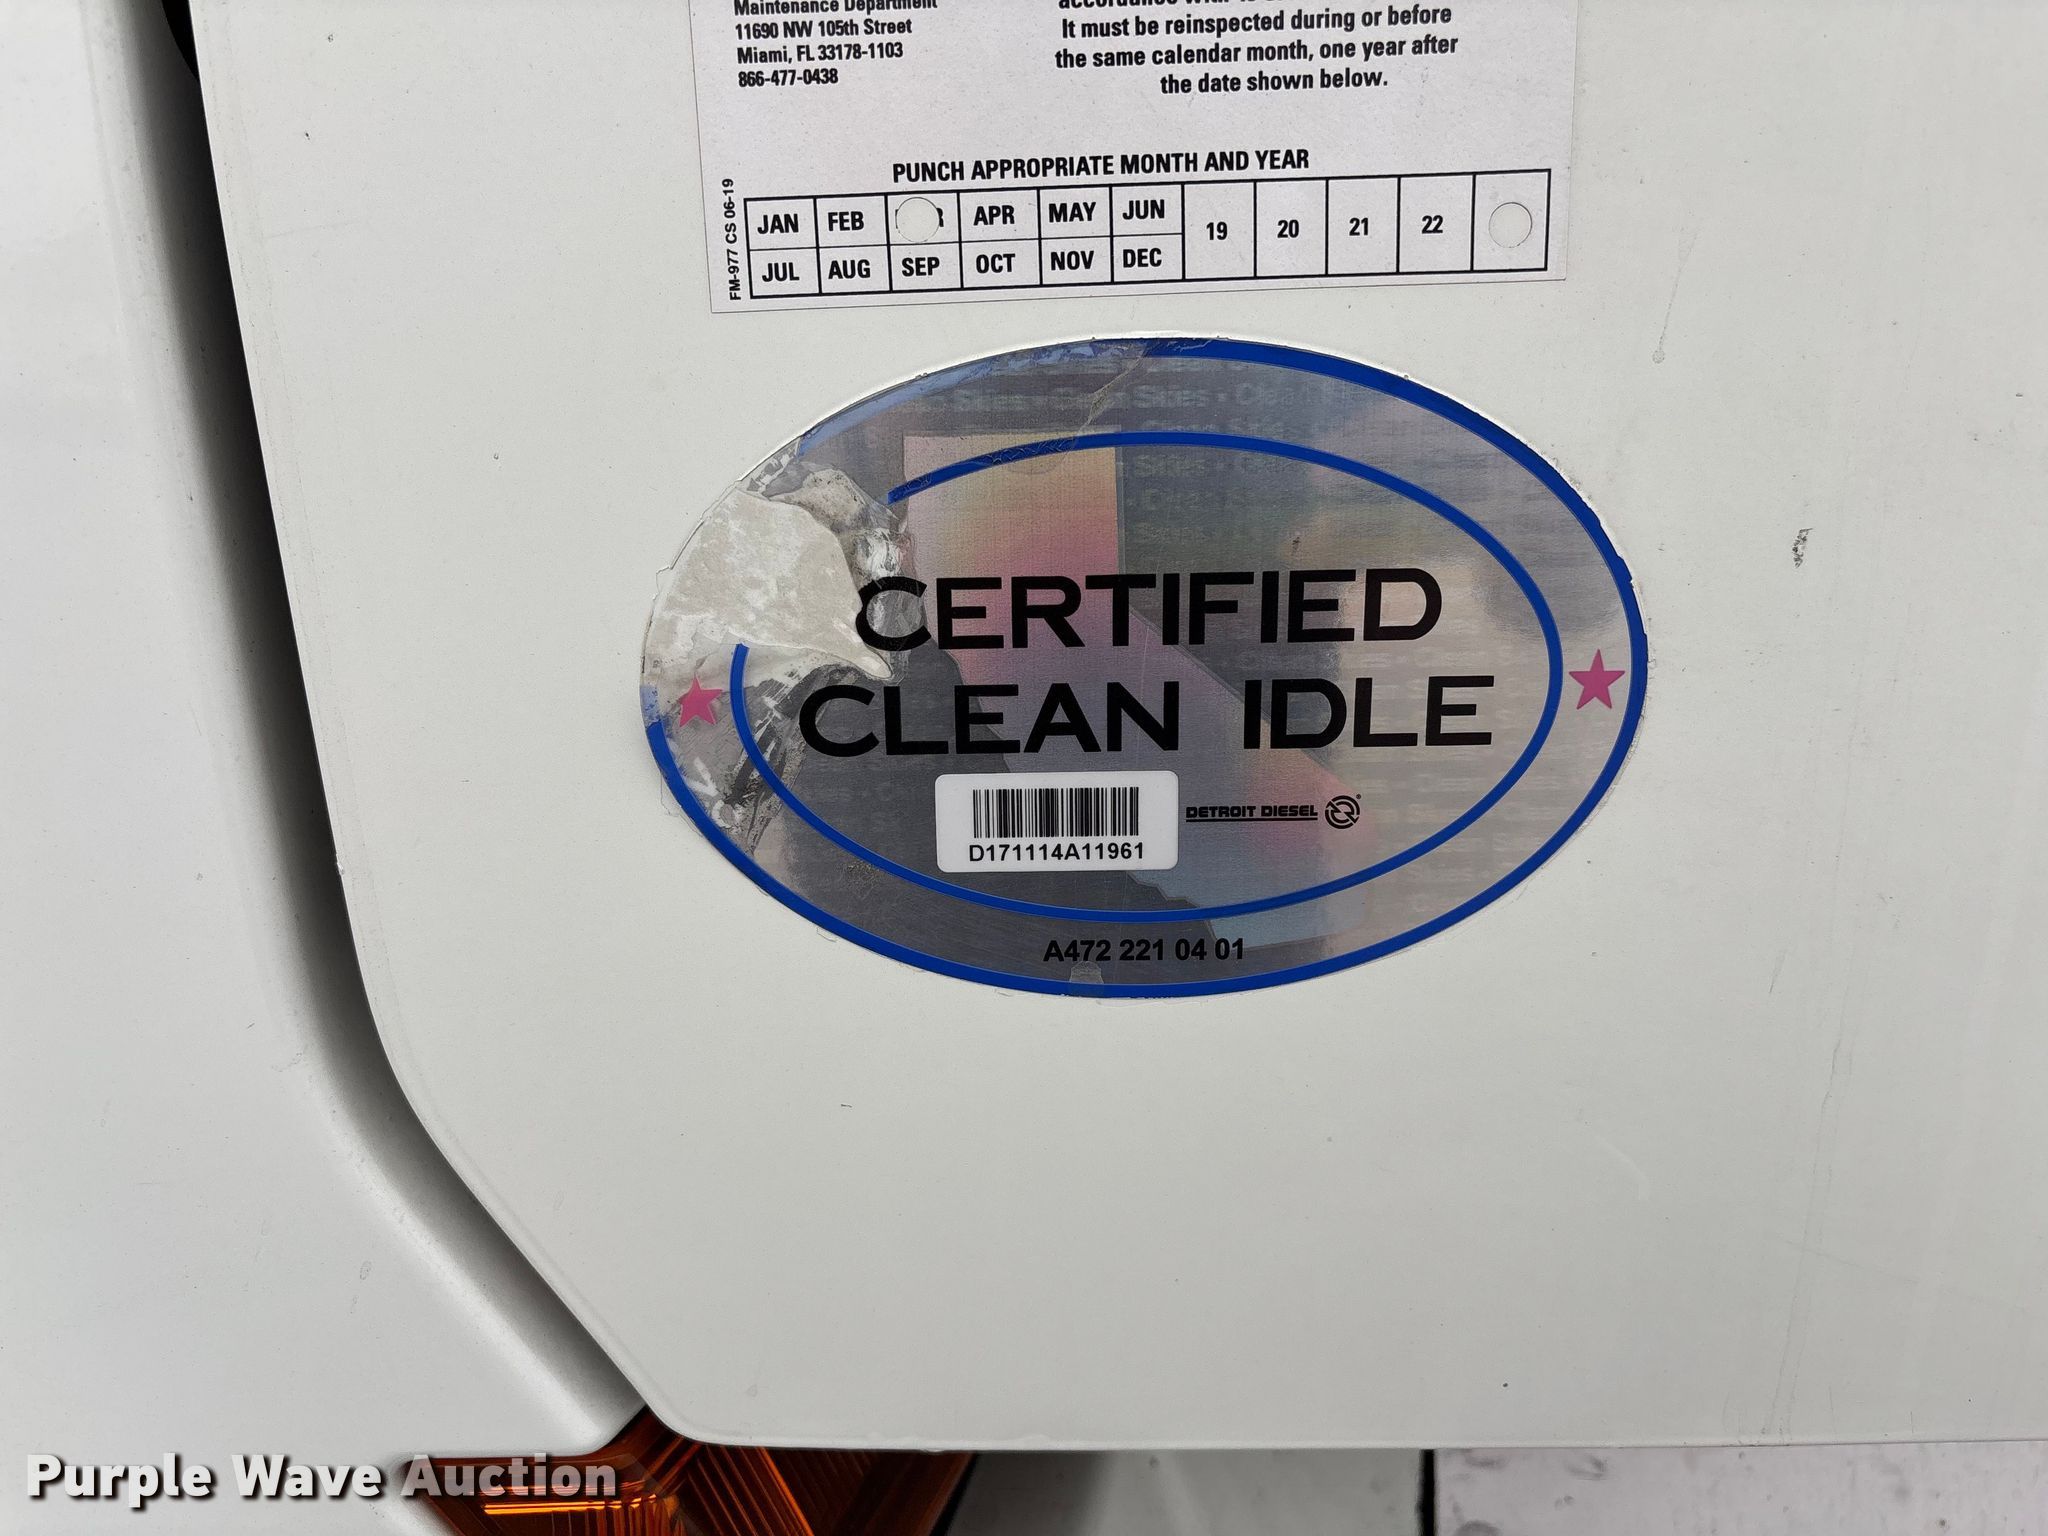 Maintenance Department
11690 NW 105th Street
Miami, FL 33178-1103
866-477-0438
It must be reinspected during or before
the same calendar month, one year after
the date shown below.
PUNCH APPROPRIATE MONTH AND YEAR
FM-977 CS 06-19
JAN FEB APR MAY JUN 19 20 21 22
JUL AUG SEP OCT NOV DEC
CERTIFIED
CLEAN IDLE
DETROIT DIESEL ®
D171114A11961
A472 221 04 01
Purple Wave Auction